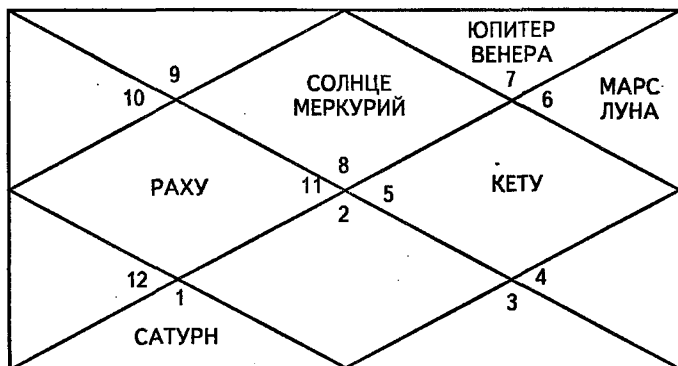 ЮПИТЕР
ВЕНЕРА
9
7
СОЛНЦЕ
МЕРКУРИЙ
МАРС
ЛУНА
10
6
8
РАХУ
11
5
КЕТУ
2
12
4
1
3
САТУРН